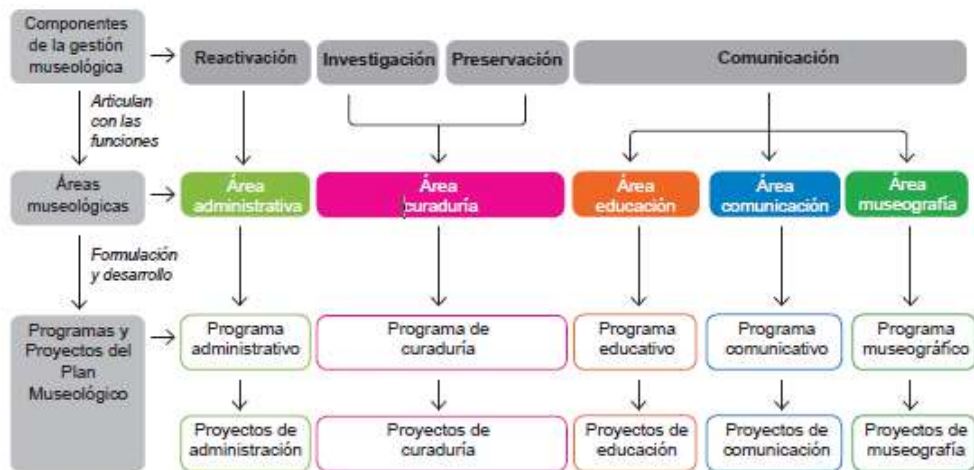 Componentes
de la gestión
museológica
Reactivación
Investigación
Preservación
Comunicación
Articulan
con las
funciones
Áreas
museológicas
Área
administrativa
Área
curaduría
Área
educación
Área
comunicación
Área
museografía
Formulación
y desarrollo
Programas y
Proyectos del
Plan
Museológico
Programa
administrativo
Programa de
curaduría
Programa
educativo
Programa
comunicativo
Programa
museográfico
Proyectos de
administración
Proyectos de
curaduría
Proyectos de
educación
Proyectos de
comunicación
Proyectos de
museografía